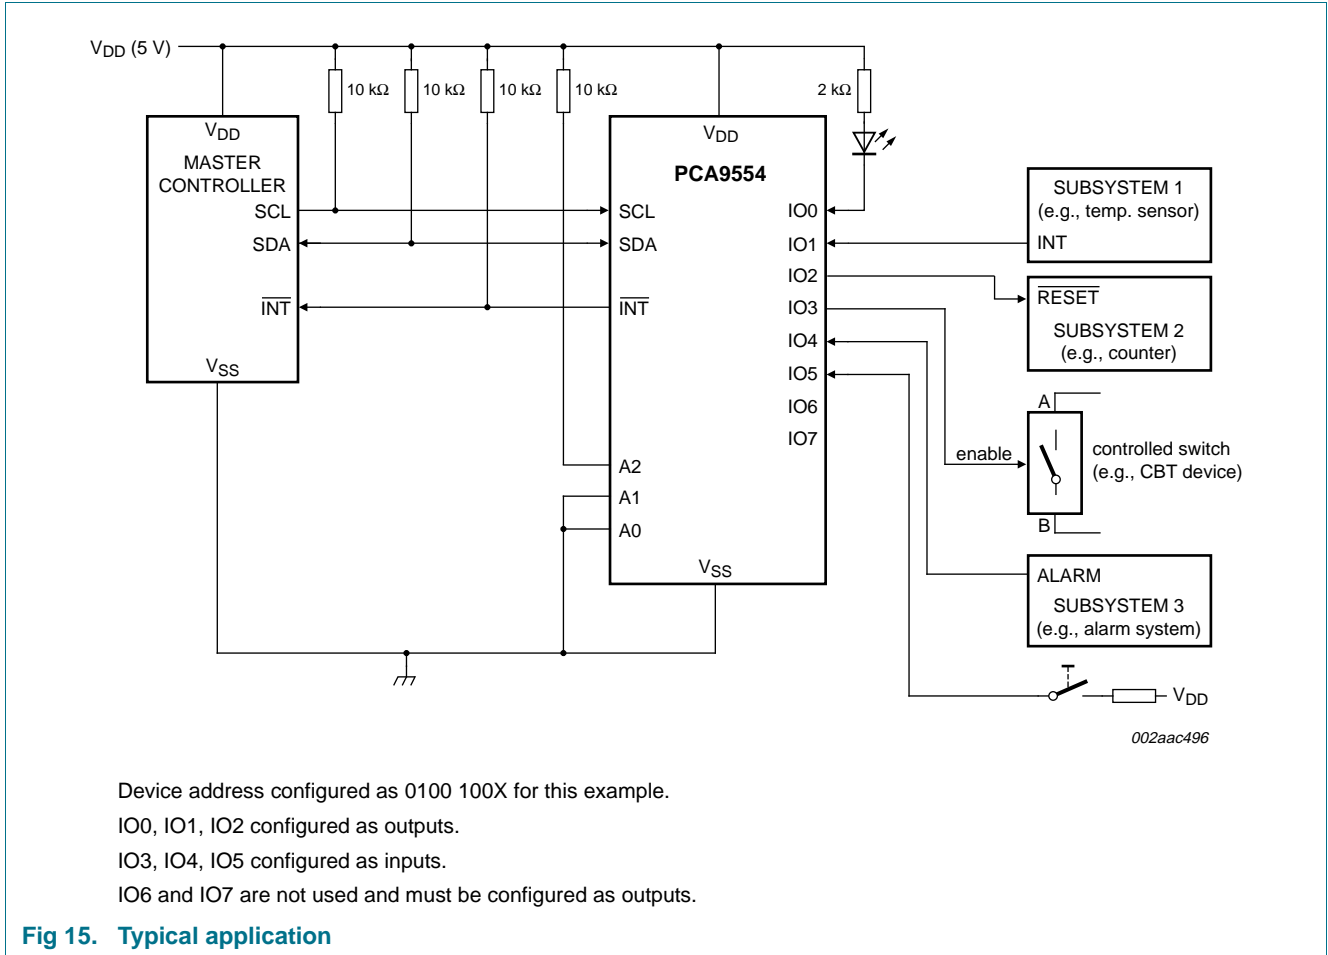 VDD (5 V)
10 kΩ
10 kΩ
10 kΩ
10 kΩ
2 kΩ
VDD
MASTER
CONTROLLER
SCL
SDA
INT
VSS
VDD
PCA9554
SCL
SDA
INT
A2
A1
A0
VSS
IO0
IO1
IO2
IO3
IO4
IO5
IO6
IO7
SUBSYSTEM 1
(e.g., temp. sensor)
INT
RESET
SUBSYSTEM 2
(e.g., counter)
A
enable
B
controlled switch
(e.g., CBT device)
ALARM
SUBSYSTEM 3
(e.g., alarm system)
VDD
002aac496
Device address configured as 0100 100X for this example.
IO0, IO1, IO2 configured as outputs.
IO3, IO4, IO5 configured as inputs.
IO6 and IO7 are not used and must be configured as outputs.
Fig 15. Typical application